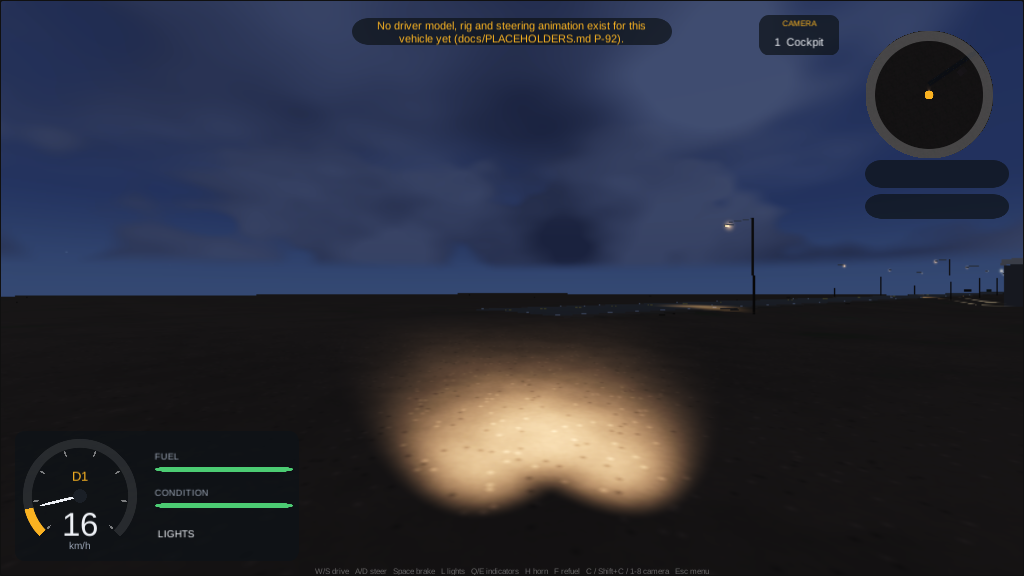 No driver model, rig and steering animation exist for this
vehicle yet (docs/PLACEHOLDERS.md P-92).
CAMERA
1 Cockpit
D1
16
km/h
FUEL
CONDITION
LIGHTS
W/S drive A/D steer Space brake L lights Q/E indicators H horn F refuel C / Shift+C / 1-8 camera Esc menu